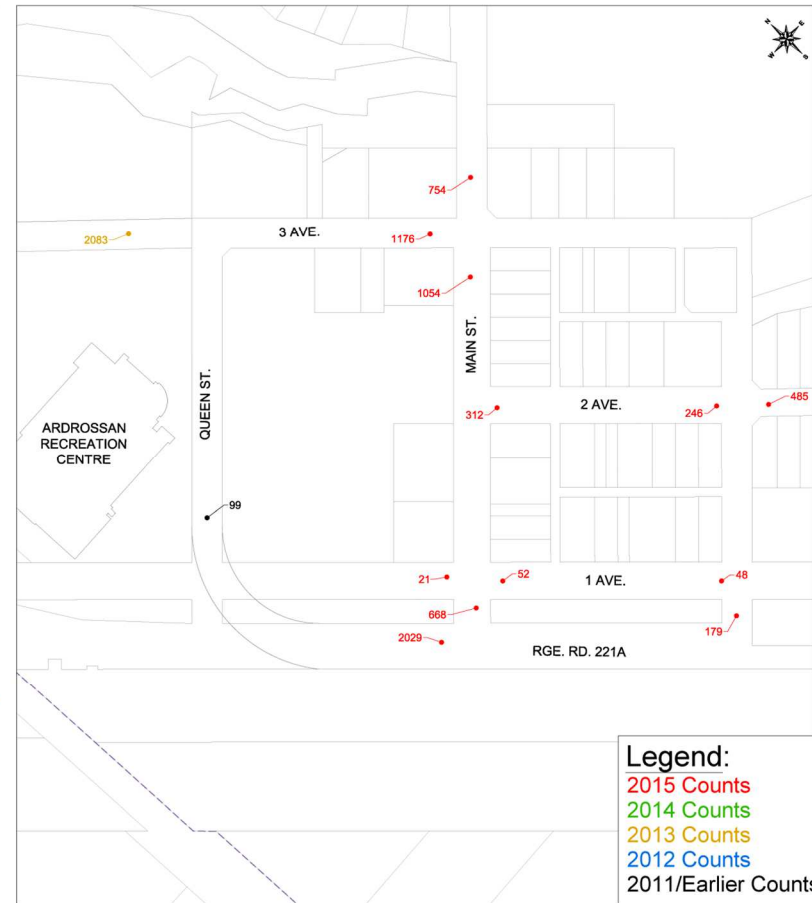 N
E
W
S
754
2083
3 AVE.
1176
1054
MAIN ST.
QUEEN ST.
312
2 AVE.
246
485
ARDROSSAN
RECREATION
CENTRE
99
21
52
1 AVE.
48
668
179
2029
RGE. RD. 221A
Legend:
2015 Counts
2014 Counts
2013 Counts
2012 Counts
2011/Earlier Counts